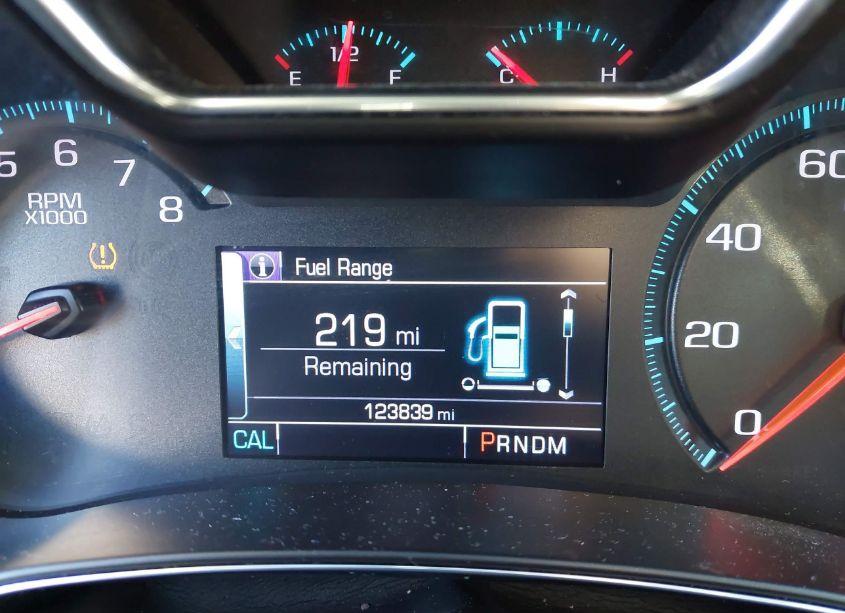 1/2
E F
C H
5 6 7 8
RPM
X1000
60
40
20
0
i Fuel Range
219 mi
Remaining
123839 mi
CAL PRNDM